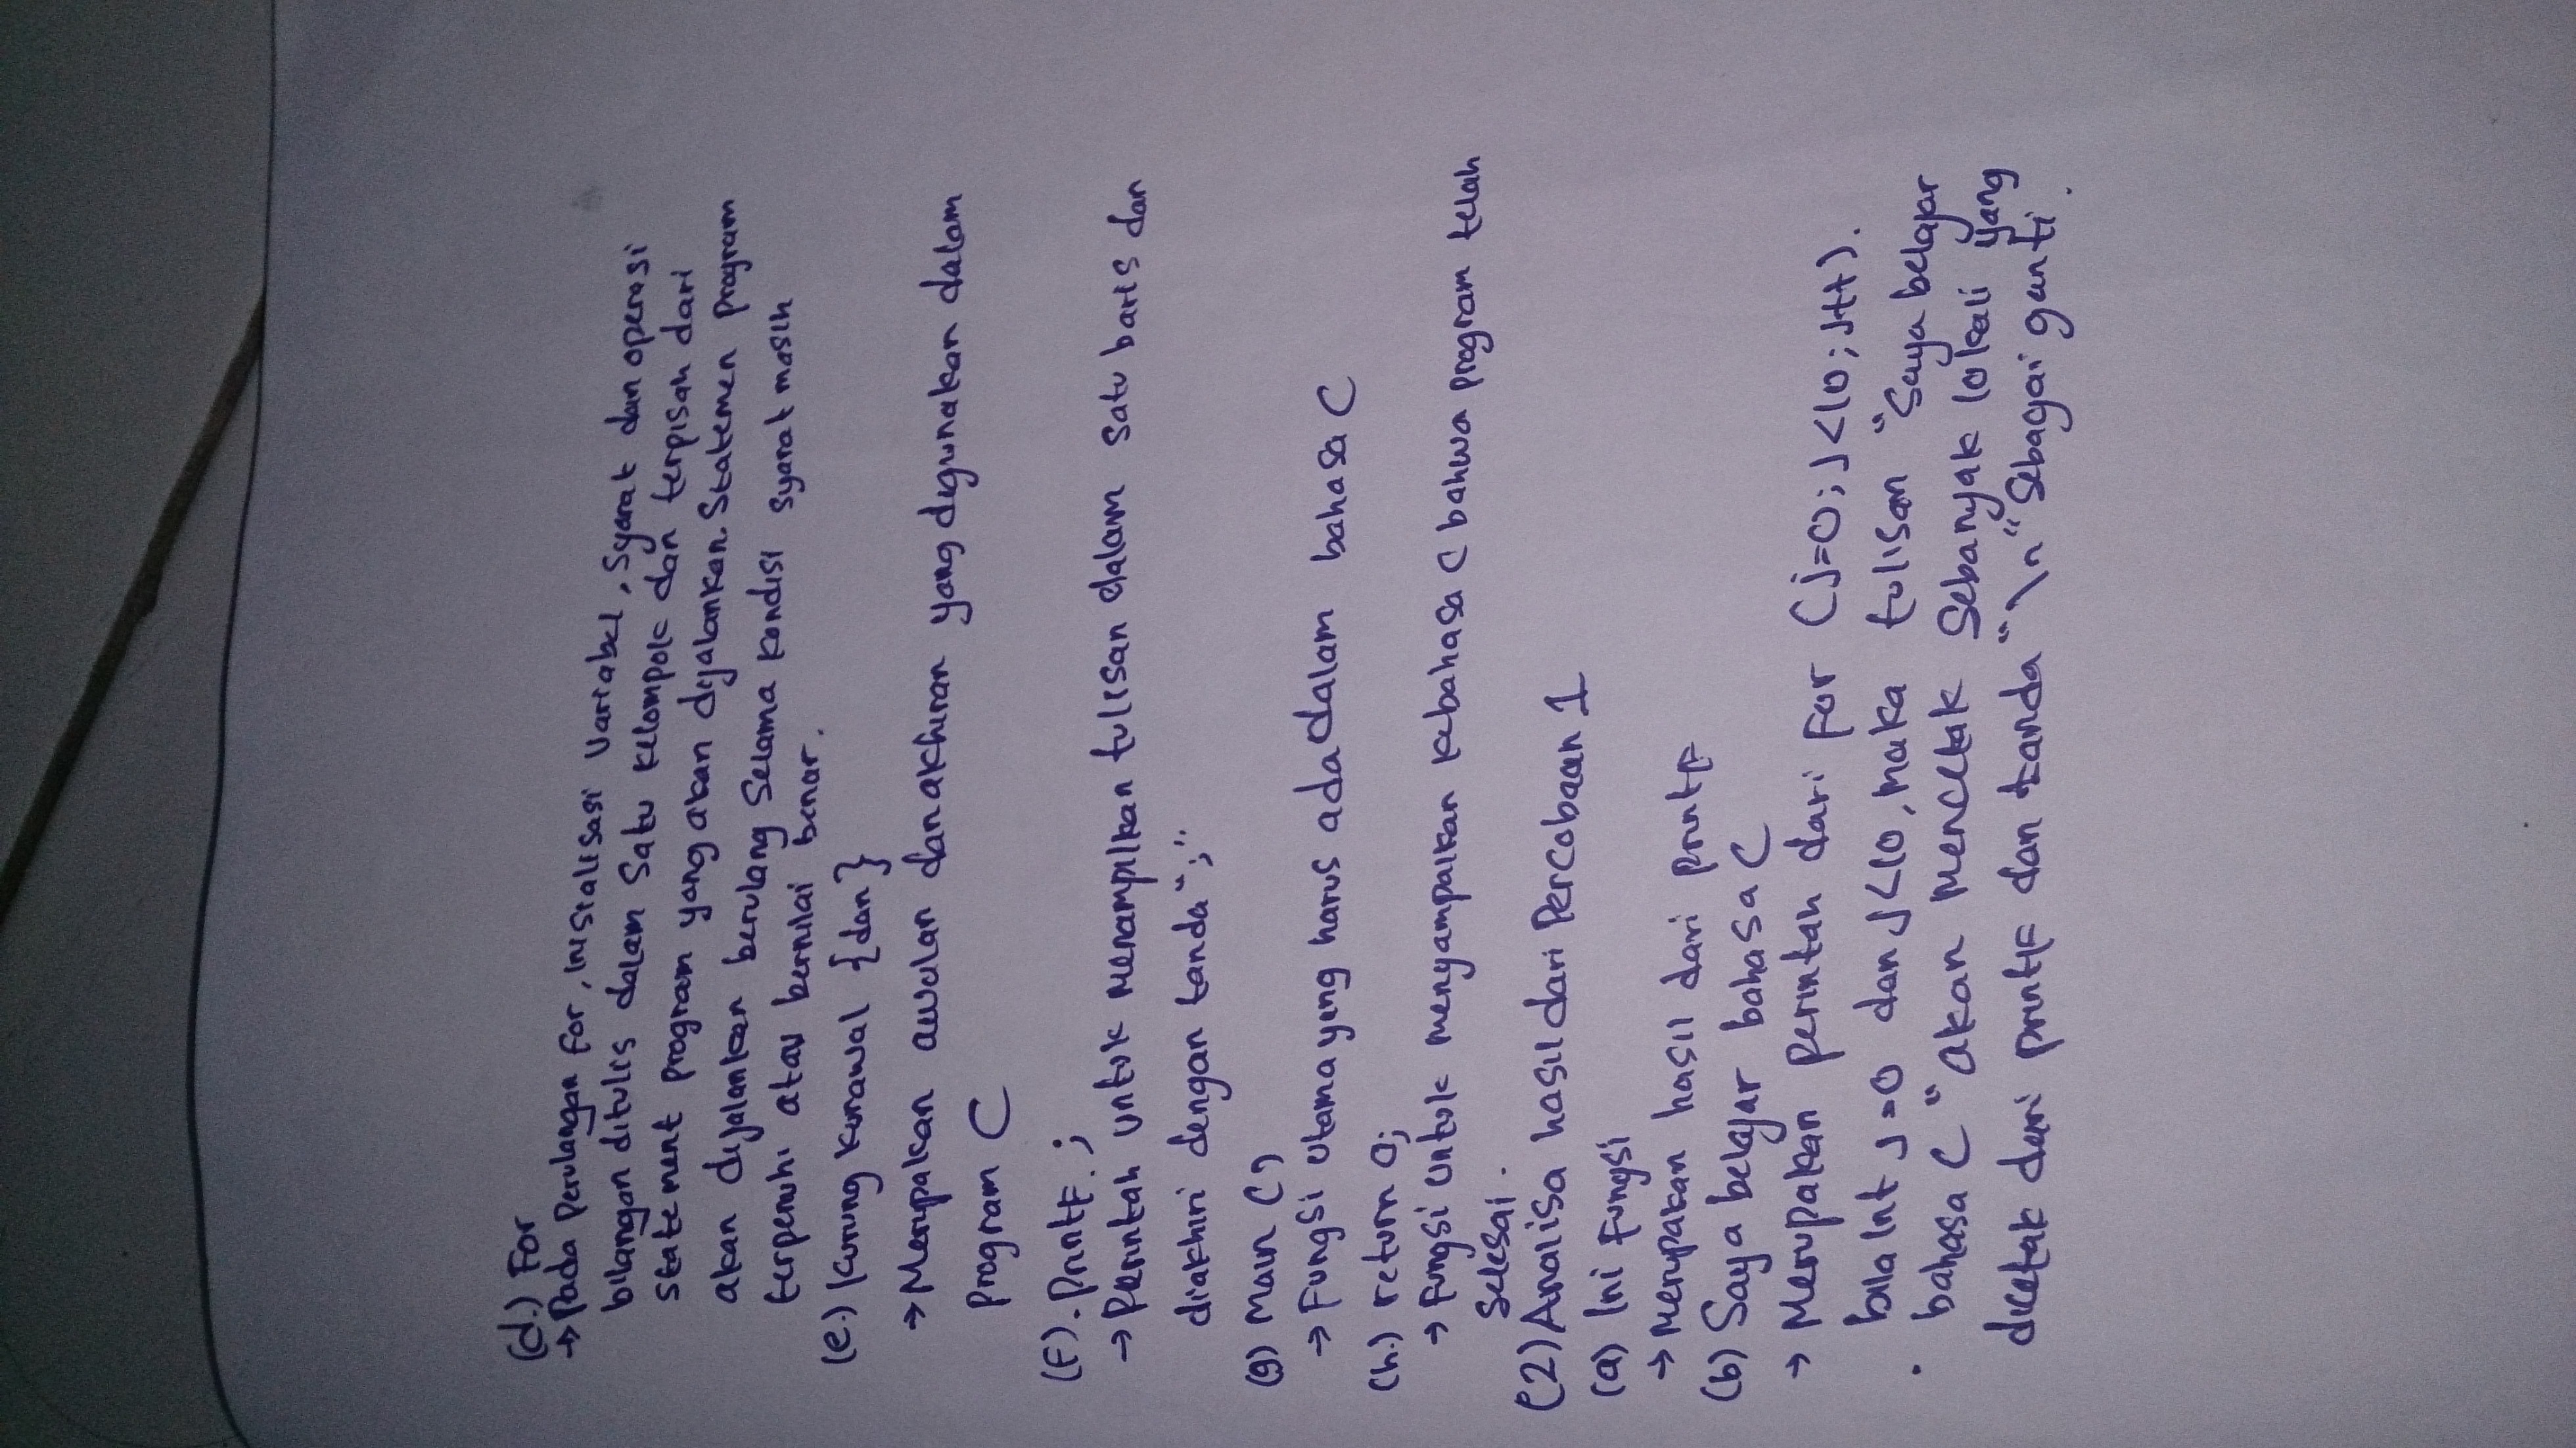 (d.) For
→ Pada Perulangan for, inistalisasi Variabel, Syarat dan operasi
bilangan ditulis dalam Satu kelompok dan terpisah dari
statement program yang akan dijalankan. Statemen program
akan dijalankan berulang Selama kondisi syarat masih
terpenuhi atau bernilai benar.
(e.) Kurung kurawal {dan}
→ Merupakan awalan dan akhiran yang digunakan dalam
program C
(F). Printf. ;
→ Perintah untuk menampilkan tulisan dalam satu baris dan
diakhiri dengan tanda ";".
(g) Main ()
→ Fungsi utama yang harus ada dalam bahasa C
(h.) return 0;
→ Fungsi untuk menyampaikan kebahasa C bahwa program telah
Selesai.
(2) Analisa hasil dari Percobaan 1
(a) Ini Fungsi
→ Merupakan hasil dari printf
(b) Saya belajar bahasa C
→ Merupakan perintah dari For (j=0; j<10; j++).
bila int j=0 dan j<10, maka tulisan "Saya belajar
bahasa C" akan mencetak Sebanyak 10 kali yang
dicetak dari printf dan tanda "\n" Sebagai ganti.